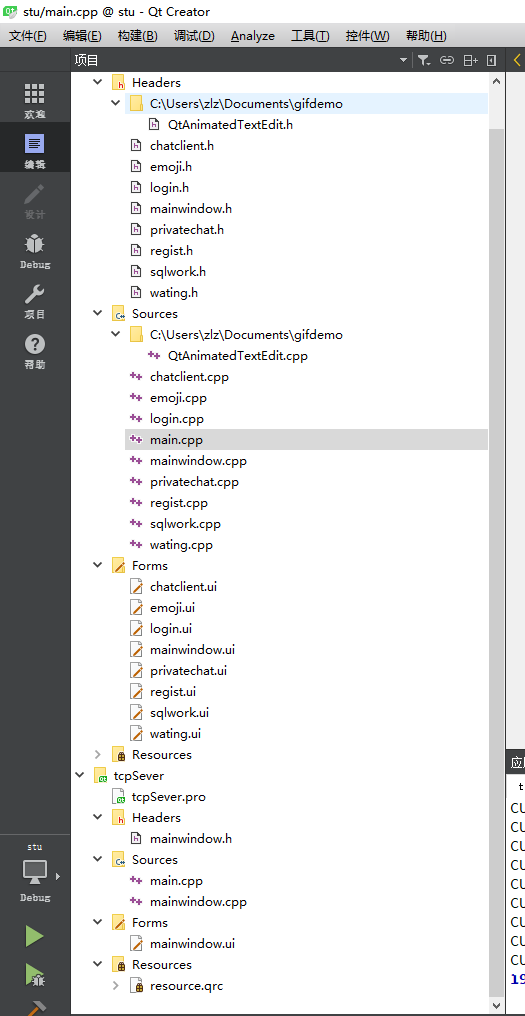 stu/main.cpp @ stu - Qt Creator
文件(F) 编辑(E) 构建(B) 调试(D) Analyze 工具(T) 控件(W) 帮助(H)
项目
欢迎
编辑
设计
Debug
项目
帮助
Headers
C:\Users\zlz\Documents\gifdemo
QtAnimatedTextEdit.h
chatclient.h
emoji.h
login.h
mainwindow.h
privatechat.h
regist.h
sqlwork.h
wating.h
Sources
C:\Users\zlz\Documents\gifdemo
QtAnimatedTextEdit.cpp
chatclient.cpp
emoji.cpp
login.cpp
main.cpp
mainwindow.cpp
privatechat.cpp
regist.cpp
sqlwork.cpp
wating.cpp
Forms
chatclient.ui
emoji.ui
login.ui
mainwindow.ui
privatechat.ui
regist.ui
sqlwork.ui
wating.ui
Resources
tcpSever
tcpSever.pro
Headers
mainwindow.h
Sources
main.cpp
mainwindow.cpp
Forms
mainwindow.ui
Resources
resource.qrc
stu
Debug
t
CU
CU
CU
CU
CU
CU
CU
CU
CU
19